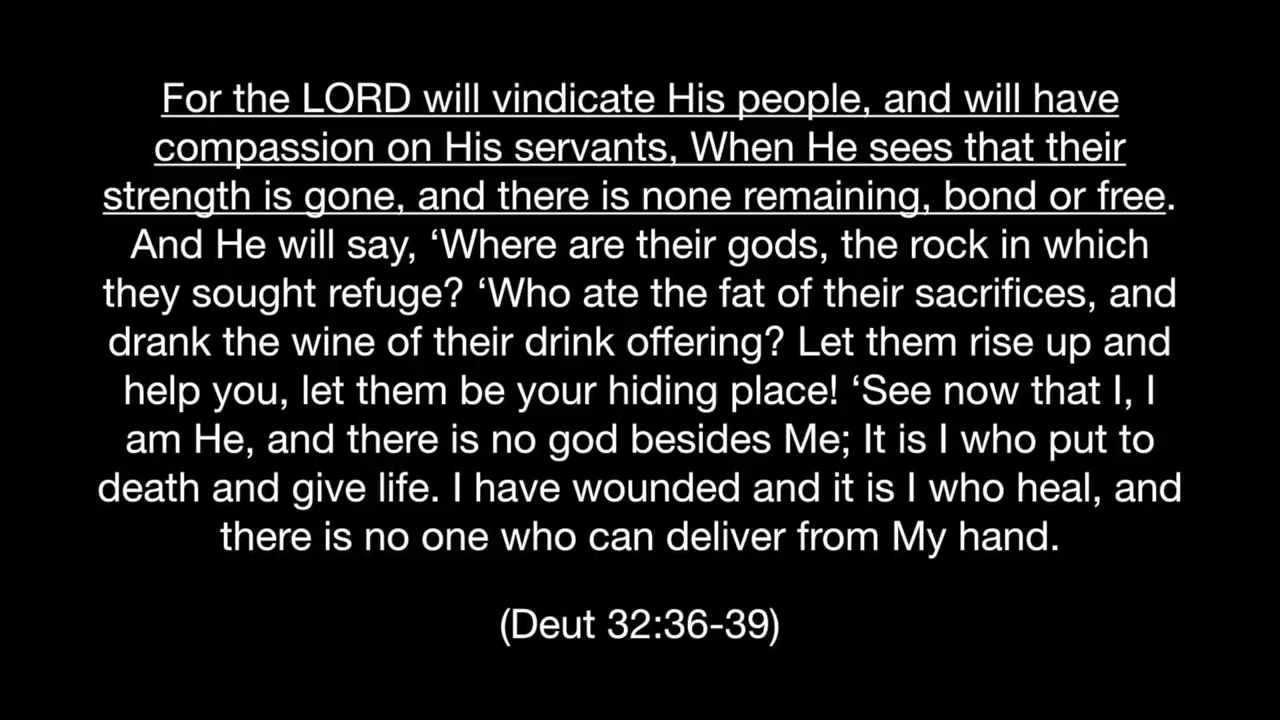 For the LORD will vindicate His people, and will have
compassion on His servants, When He sees that their
strength is gone, and there is none remaining, bond or free.
And He will say, ‘Where are their gods, the rock in which
they sought refuge? ‘Who ate the fat of their sacrifices, and
drank the wine of their drink offering? Let them rise up and
help you, let them be your hiding place! ‘See now that I, I
am He, and there is no god besides Me; It is I who put to
death and give life. I have wounded and it is I who heal, and
there is no one who can deliver from My hand.
(Deut 32:36-39)